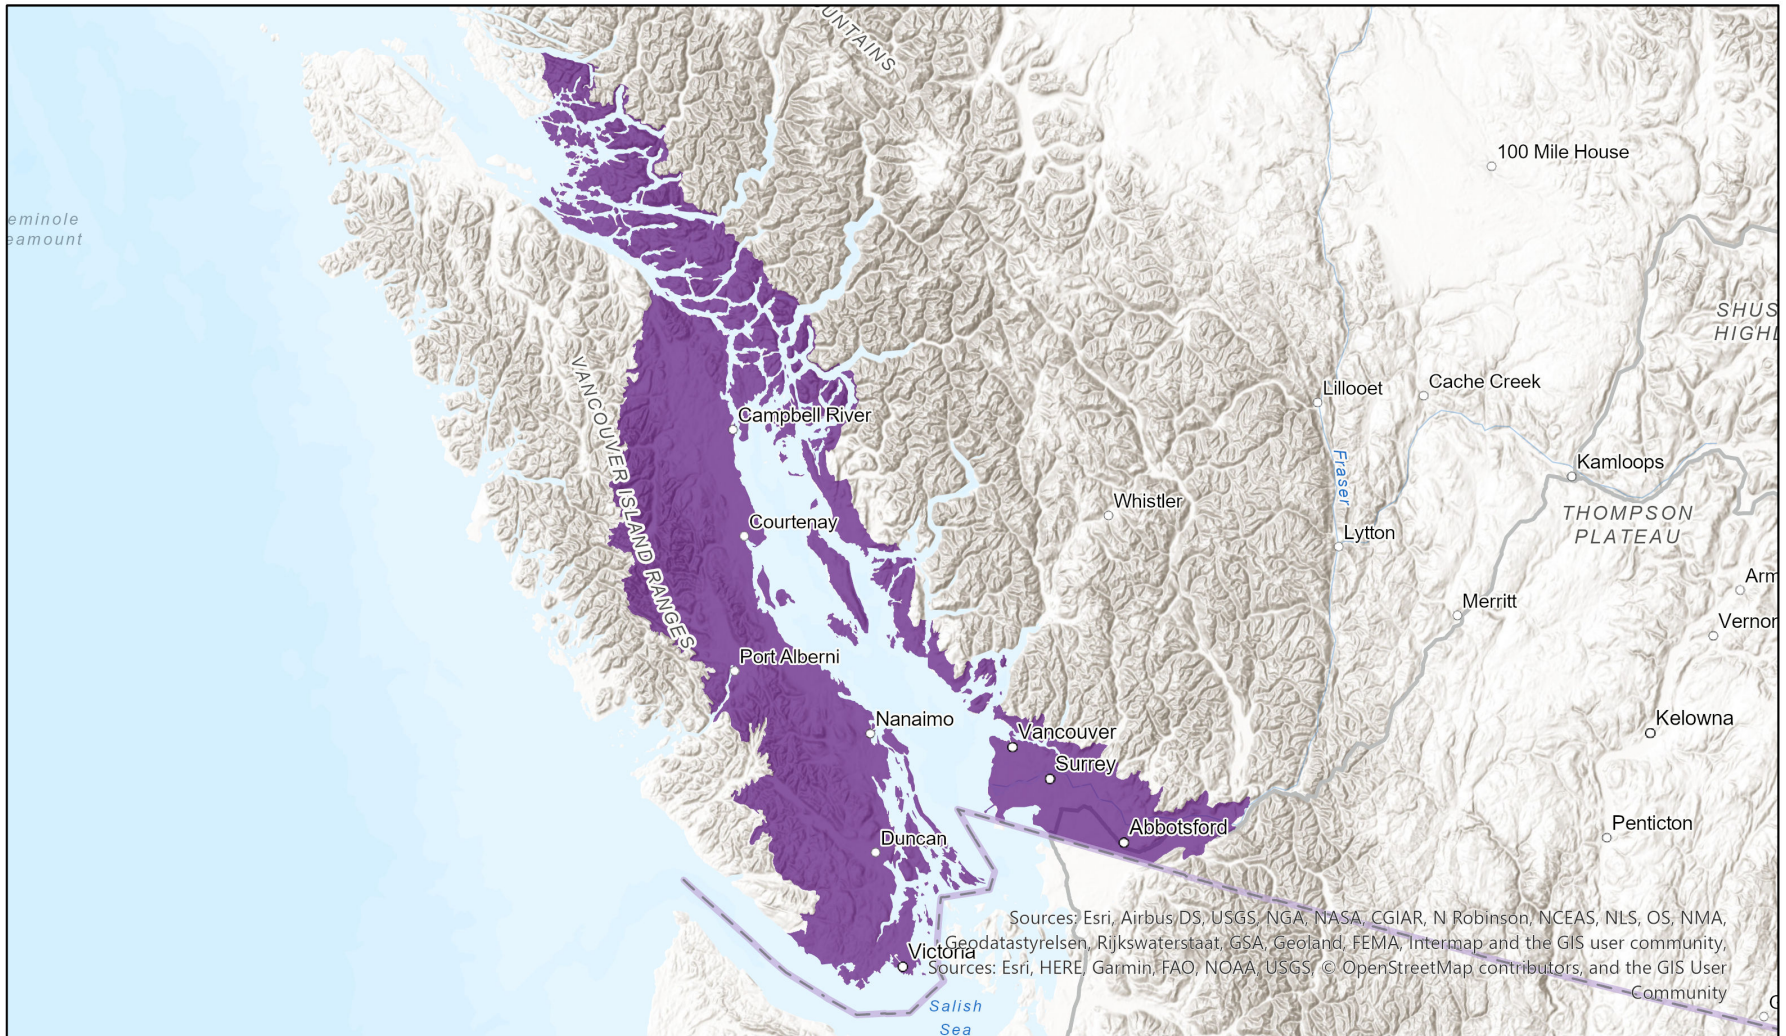 UNTAINS
100 Mile House
eminole
eamount
SHUS
HIGHL
VANCOUVER ISLAND RANGES
Campbell River
Lillooet
Cache Creek
Fraser
Kamloops
Whistler
THOMPSON
PLATEAU
Courtenay
Lytton
Arm
Merritt
Vernon
Port Alberni
Nanaimo
Vancouver
Kelowna
Surrey
Abbotsford
Penticton
Duncan
Victoria
Salish
Sea
Sources: Esri, Airbus DS, USGS, NGA, NASA, CGIAR, N Robinson, NCEAS, NLS, OS, NMA,
Geodatastyrelsen, Rijkswaterstaat, GSA, Geoland, FEMA, Intermap and the GIS user community,
Sources: Esri, HERE, Garmin, FAO, NOAA, USGS, © OpenStreetMap contributors, and the GIS User
Community